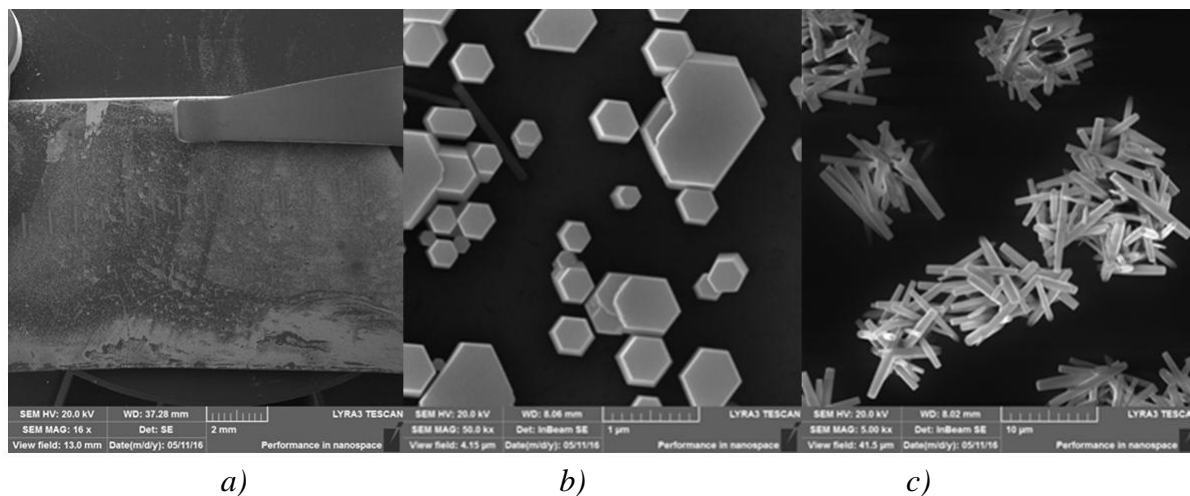 SEM HV: 20.0 kV WD: 37.28 mm LYRA3 TESCAN
SEM MAG: 16 x Det: SE 2 mm
View field: 13.0 mm Date(m/d/y): 05/11/16 Performance in nanospace
SEM HV: 20.0 kV WD: 8.06 mm LYRA3 TESCAN
SEM MAG: 50.0 kx Det: InBeam SE 1 µm
View field: 4.15 µm Date(m/d/y): 05/11/16 Performance in nanospace
SEM HV: 20.0 kV WD: 8.02 mm LYRA3 TESCAN
SEM MAG: 5.00 kx Det: InBeam SE 10 µm
View field: 41.5 µm Date(m/d/y): 05/11/16 Performance in nanospace
a) b) c)